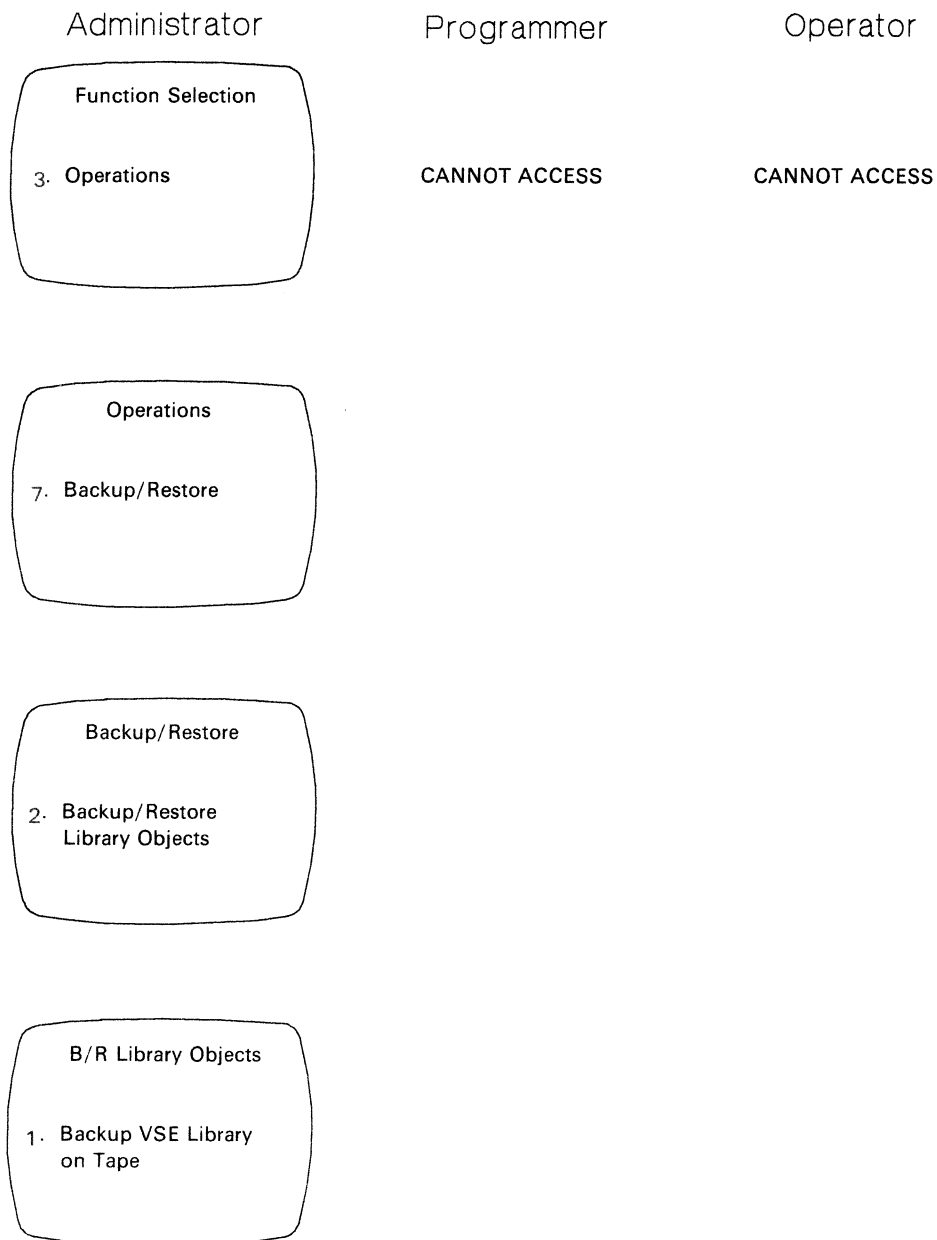 Administrator Programmer Operator
Function Selection
3. Operations CANNOT ACCESS CANNOT ACCESS
Operations
7. Backup/Restore
Backup/Restore
2. Backup/Restore
Library Objects
B/R Library Objects
1. Backup VSE Library
on Tape